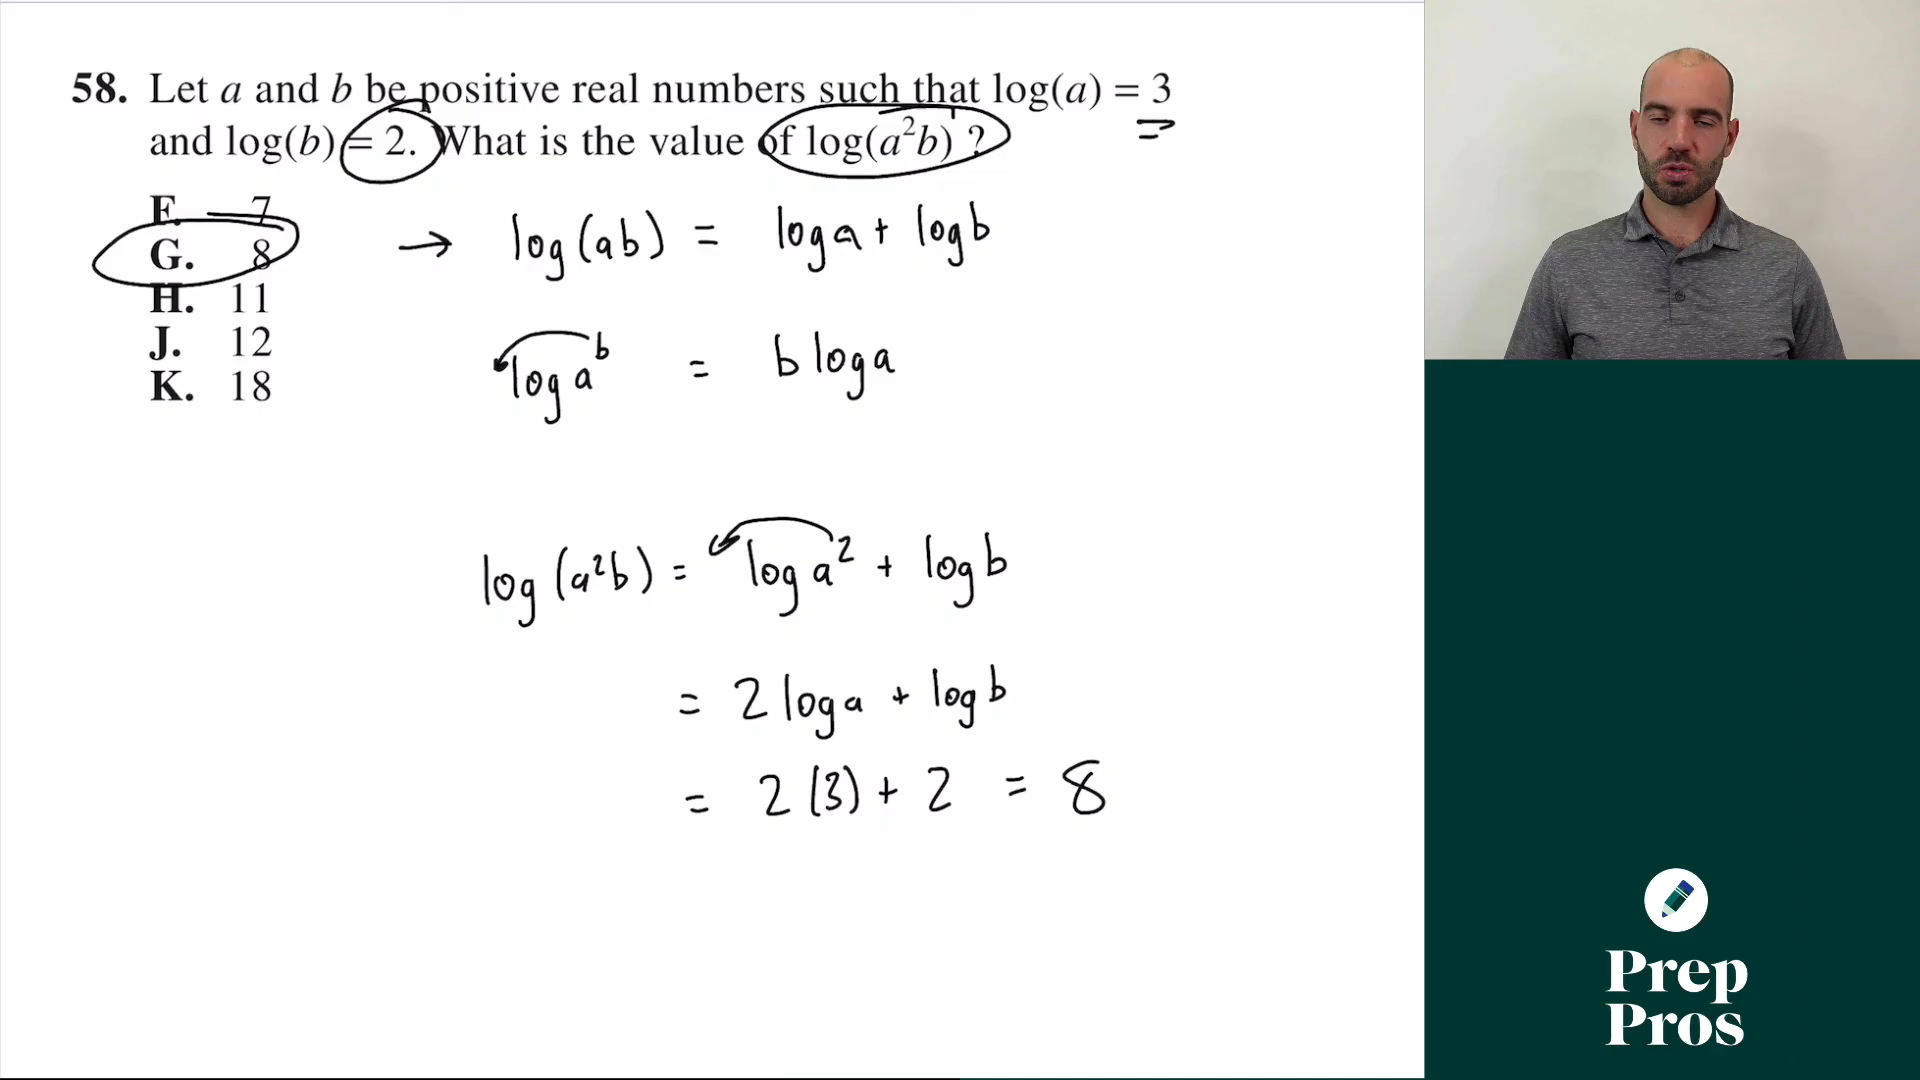 58. Let a and b be positive real numbers such that log(a) = 3
and log(b) = 2. What is the value of log(a²b) ?
F. 7
G. 8
H. 11
J. 12
K. 18
→ log(ab) = log a + log b
log a^b = b log a
log(a²b) = log a² + log b
= 2 log a + log b
= 2(3) + 2 = 8
Prep
Pros